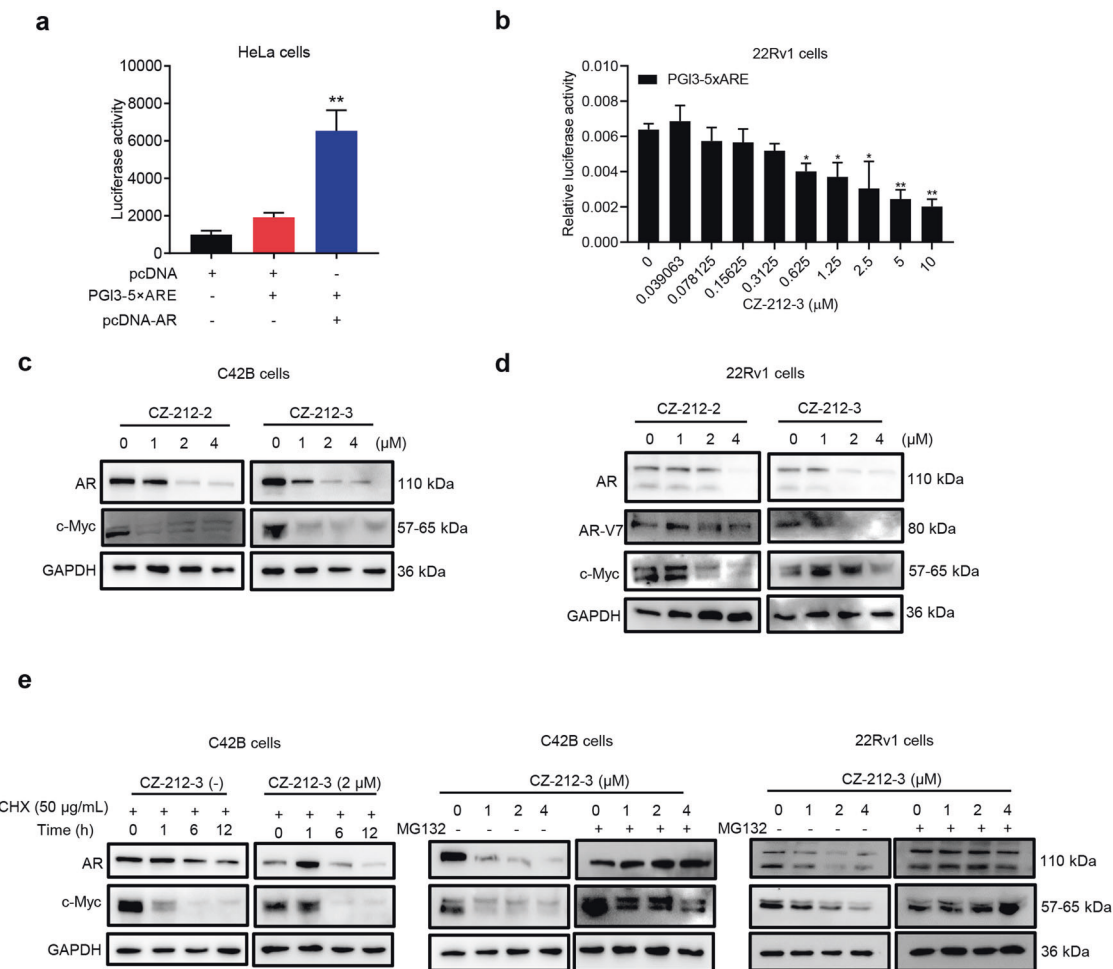 a
HeLa cells
Luciferase activity
10000
8000
6000
4000
2000
0
**
pcDNA + + -
PGl3-5×ARE - + +
pcDNA-AR - - +
b
22Rv1 cells
PGl3-5xARE
Relative luciferase activity
0.010
0.008
0.006
0.004
0.002
0.000
* * * ** **
0 0.039063 0.078125 0.15625 0.3125 0.625 1.25 2.5 5 10
CZ-212-3 (μM)
c
C42B cells
CZ-212-2 CZ-212-3
0 1 2 4 0 1 2 4 (μM)
AR 110 kDa
c-Myc 57-65 kDa
GAPDH 36 kDa
d
22Rv1 cells
CZ-212-2 CZ-212-3
0 1 2 4 0 1 2 4 (μM)
AR 110 kDa
AR-V7 80 kDa
c-Myc 57-65 kDa
GAPDH 36 kDa
e
C42B cells
CZ-212-3 (-) CZ-212-3 (2 μM)
CHX (50 μg/mL) + + + + + + + +
Time (h) 0 1 6 12 0 1 6 12
AR
c-Myc
GAPDH
C42B cells
CZ-212-3 (μM)
0 1 2 4 0 1 2 4
MG132 - - - - + + + +
22Rv1 cells
CZ-212-3 (μM)
0 1 2 4 0 1 2 4
MG132 - - - - + + + +
110 kDa
57-65 kDa
36 kDa